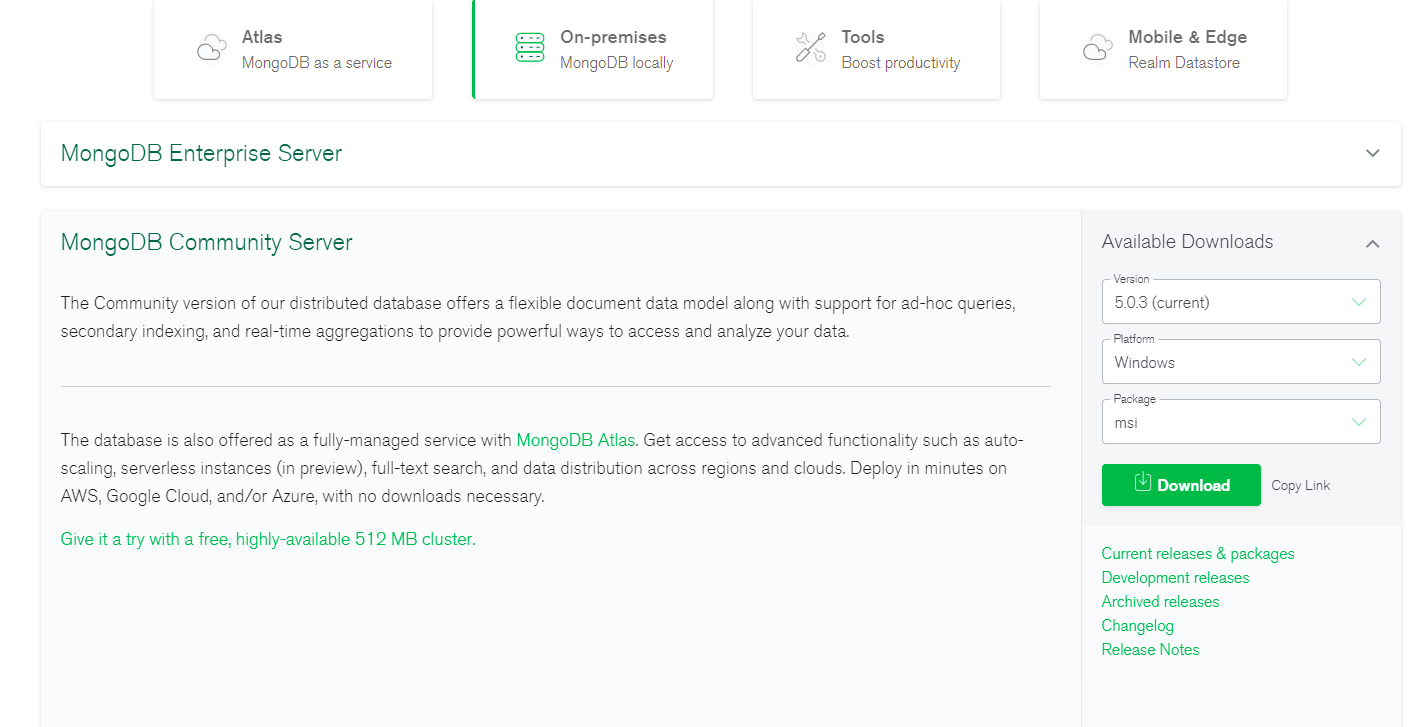 Atlas
MongoDB as a service
On-premises
MongoDB locally
Tools
Boost productivity
Mobile & Edge
Realm Datastore
MongoDB Enterprise Server
MongoDB Community Server
The Community version of our distributed database offers a flexible document data model along with support for ad-hoc queries,
secondary indexing, and real-time aggregations to provide powerful ways to access and analyze your data.
The database is also offered as a fully-managed service with MongoDB Atlas. Get access to advanced functionality such as auto-
scaling, serverless instances (in preview), full-text search, and data distribution across regions and clouds. Deploy in minutes on
AWS, Google Cloud, and/or Azure, with no downloads necessary.
Give it a try with a free, highly-available 512 MB cluster.
Available Downloads
Version
5.0.3 (current)
Platform
Windows
Package
msi
Download
Copy Link
Current releases & packages
Development releases
Archived releases
Changelog
Release Notes